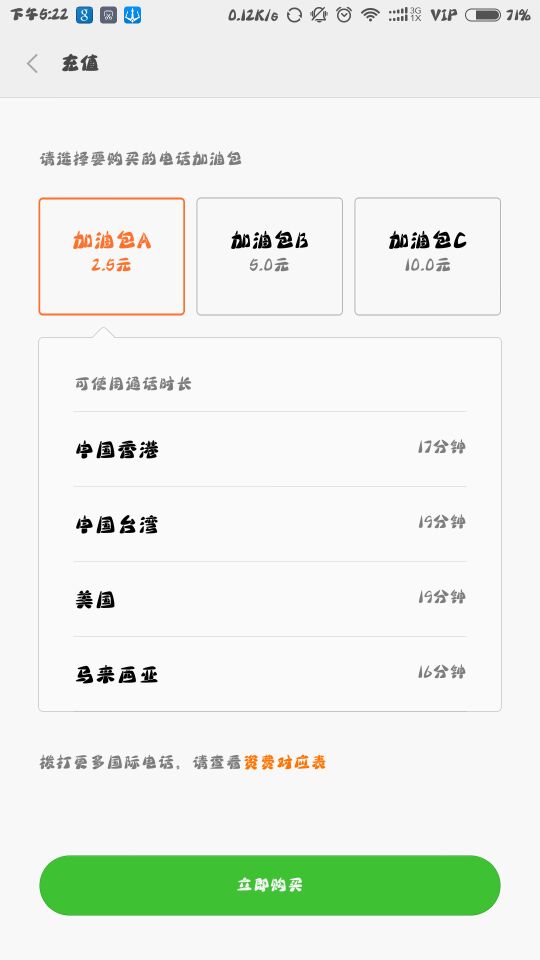 下午5:22 0.12K/s 3G 1X VIP 71%
充值
请选择要购买的电话加油包
加油包A 加油包B 加油包C
2.5元 5.0元 10.0元
可使用通话时长
中国香港 17分钟
中国台湾 19分钟
美国 19分钟
马来西亚 16分钟
拨打更多国际电话，请查看资费对应表
立即购买